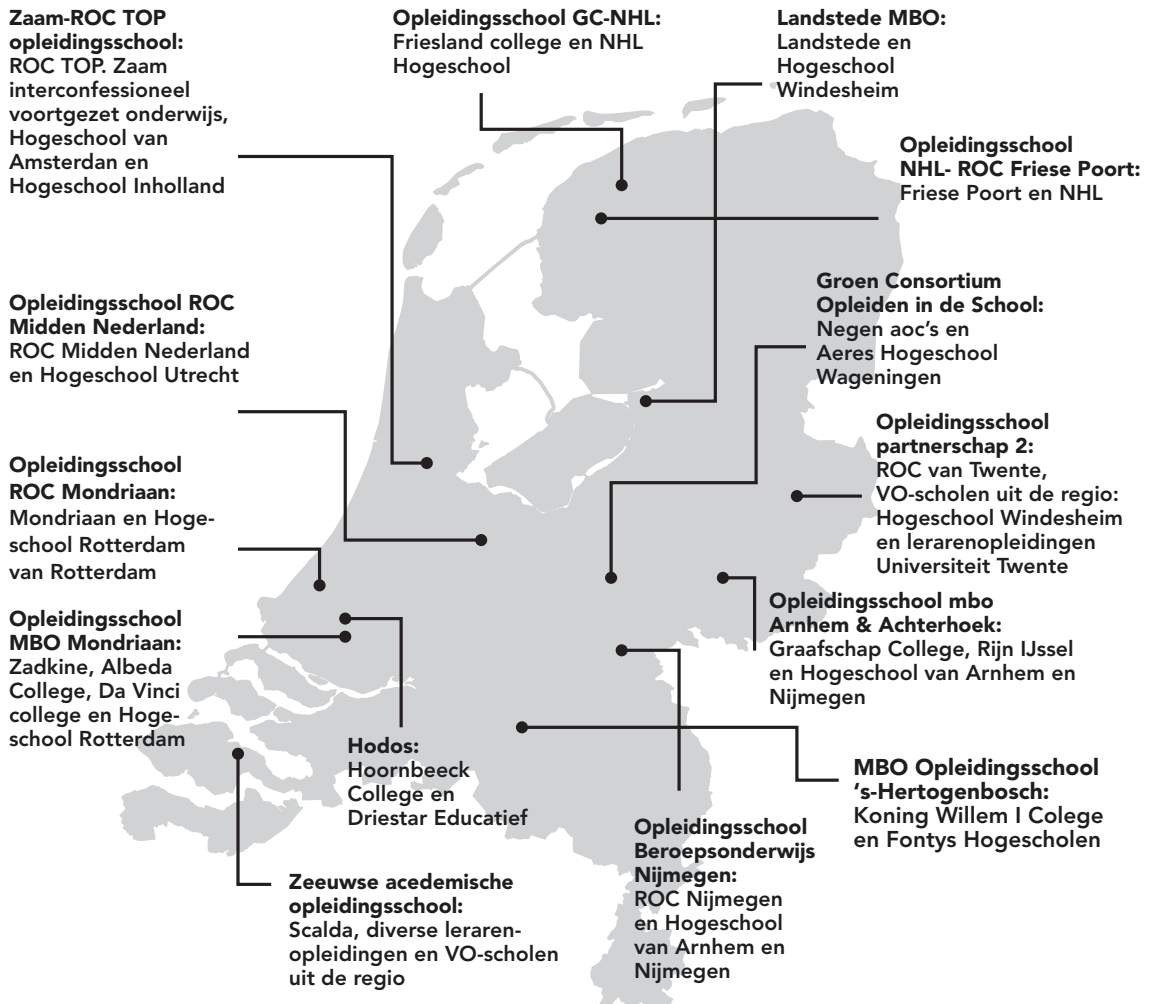 Zaam-ROC TOP
opleidingsschool:
ROC TOP. Zaam
interconfessioneel
voortgezet onderwijs,
Hogeschool van
Amsterdan en
Hogeschool Inholland
Opleidingsschool GC-NHL:
Friesland college en NHL
Hogeschool
Landstede MBO:
Landstede en
Hogeschool
Windesheim
Opleidingsschool
NHL- ROC Friese Poort:
Friese Poort en NHL
Groen Consortium
Opleiden in de School:
Negen aoc’s en
Aeres Hogeschool
Wageningen
Opleidingsschool ROC
Midden Nederland:
ROC Midden Nederland
en Hogeschool Utrecht
Opleidingsschool
partnerschap 2:
ROC van Twente,
VO-scholen uit de regio:
Hogeschool Windesheim
en lerarenopleidingen
Universiteit Twente
Opleidingsschool
ROC Mondriaan:
Mondriaan en Hoge-
school Rotterdam
van Rotterdam
Opleidingsschool mbo
Arnhem & Achterhoek:
Graafschap College, Rijn IJssel
en Hogeschool van Arnhem en
Nijmegen
Opleidingsschool
MBO Mondriaan:
Zadkine, Albeda
College, Da Vinci
college en Hoge-
school Rotterdam
Hodos:
Hoornbeeck
College en
Driestar Educatief
MBO Opleidingsschool
‘s-Hertogenbosch:
Koning Willem I Colege
en Fontys Hogescholen
Opleidingsschool
Beroepsonderwijs
Nijmegen:
ROC Nijmegen
en Hogeschool
van Arnhem en
Nijmegen
Zeeuwse acedemische
opleidingsschool:
Scalda, diverse leraren-
opleidingen en VO-scholen
uit de regio